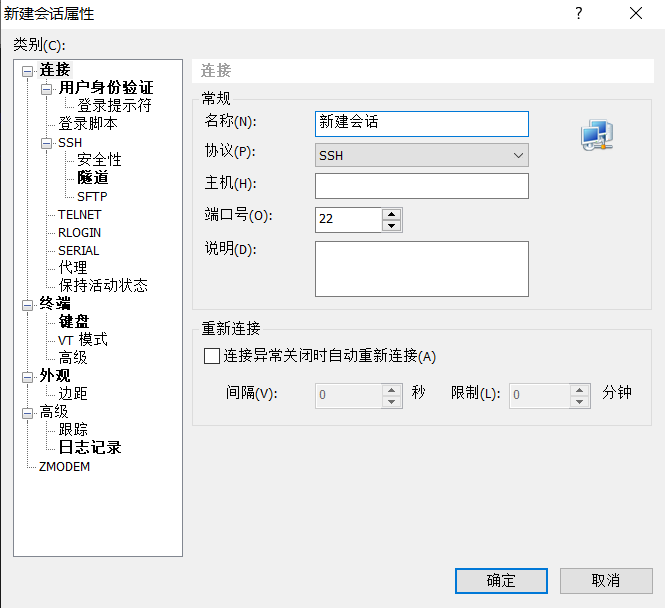 新建会话属性
?
类别(C):
连接
用户身份验证
登录提示符
登录脚本
SSH
安全性
隧道
SFTP
TELNET
RLOGIN
SERIAL
代理
保持活动状态
终端
键盘
VT 模式
高级
外观
边距
高级
跟踪
日志记录
ZMODEM
连接
常规
名称(N): 新建会话
协议(P): SSH
主机(H):
端口号(O): 22
说明(D):
重新连接
连接异常关闭时自动重新连接(A)
间隔(V): 0 秒 限制(L): 0 分钟
确定 取消